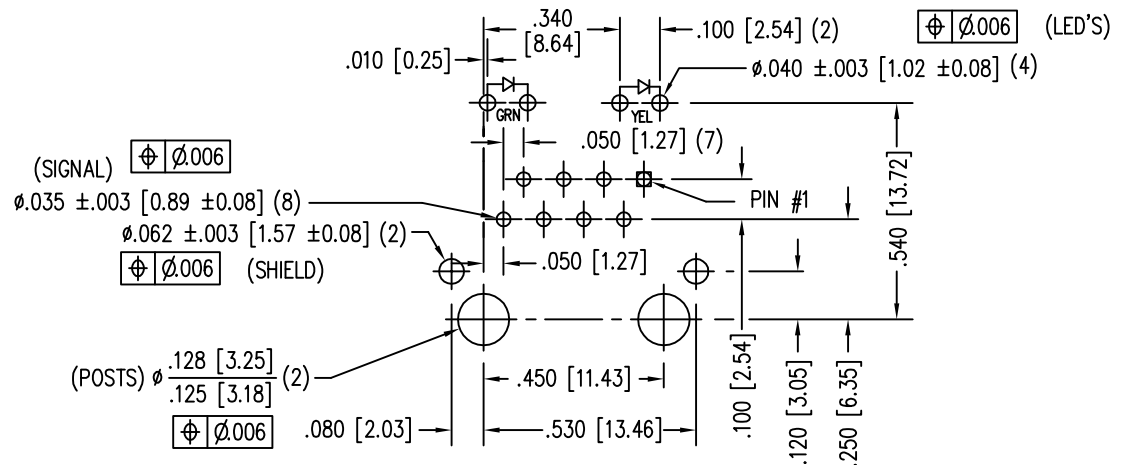 .340
[8.64]
.100 [2.54] (2)
⌖ Ø.006 (LED'S)
.010 [0.25]
ø.040 ±.003 [1.02 ±0.08] (4)
GRN
YEL
.050 [1.27] (7)
(SIGNAL) ⌖ Ø.006
ø.035 ±.003 [0.89 ±0.08] (8)
PIN #1
ø.062 ±.003 [1.57 ±0.08] (2)
⌖ Ø.006 (SHIELD)
.050 [1.27]
.540 [13.72]
(POSTS) ø .128 [3.25]
.125 [3.18] (2)
⌖ Ø.006
.450 [11.43]
.080 [2.03]
.530 [13.46]
.100 [2.54]
.120 [3.05]
.250 [6.35]